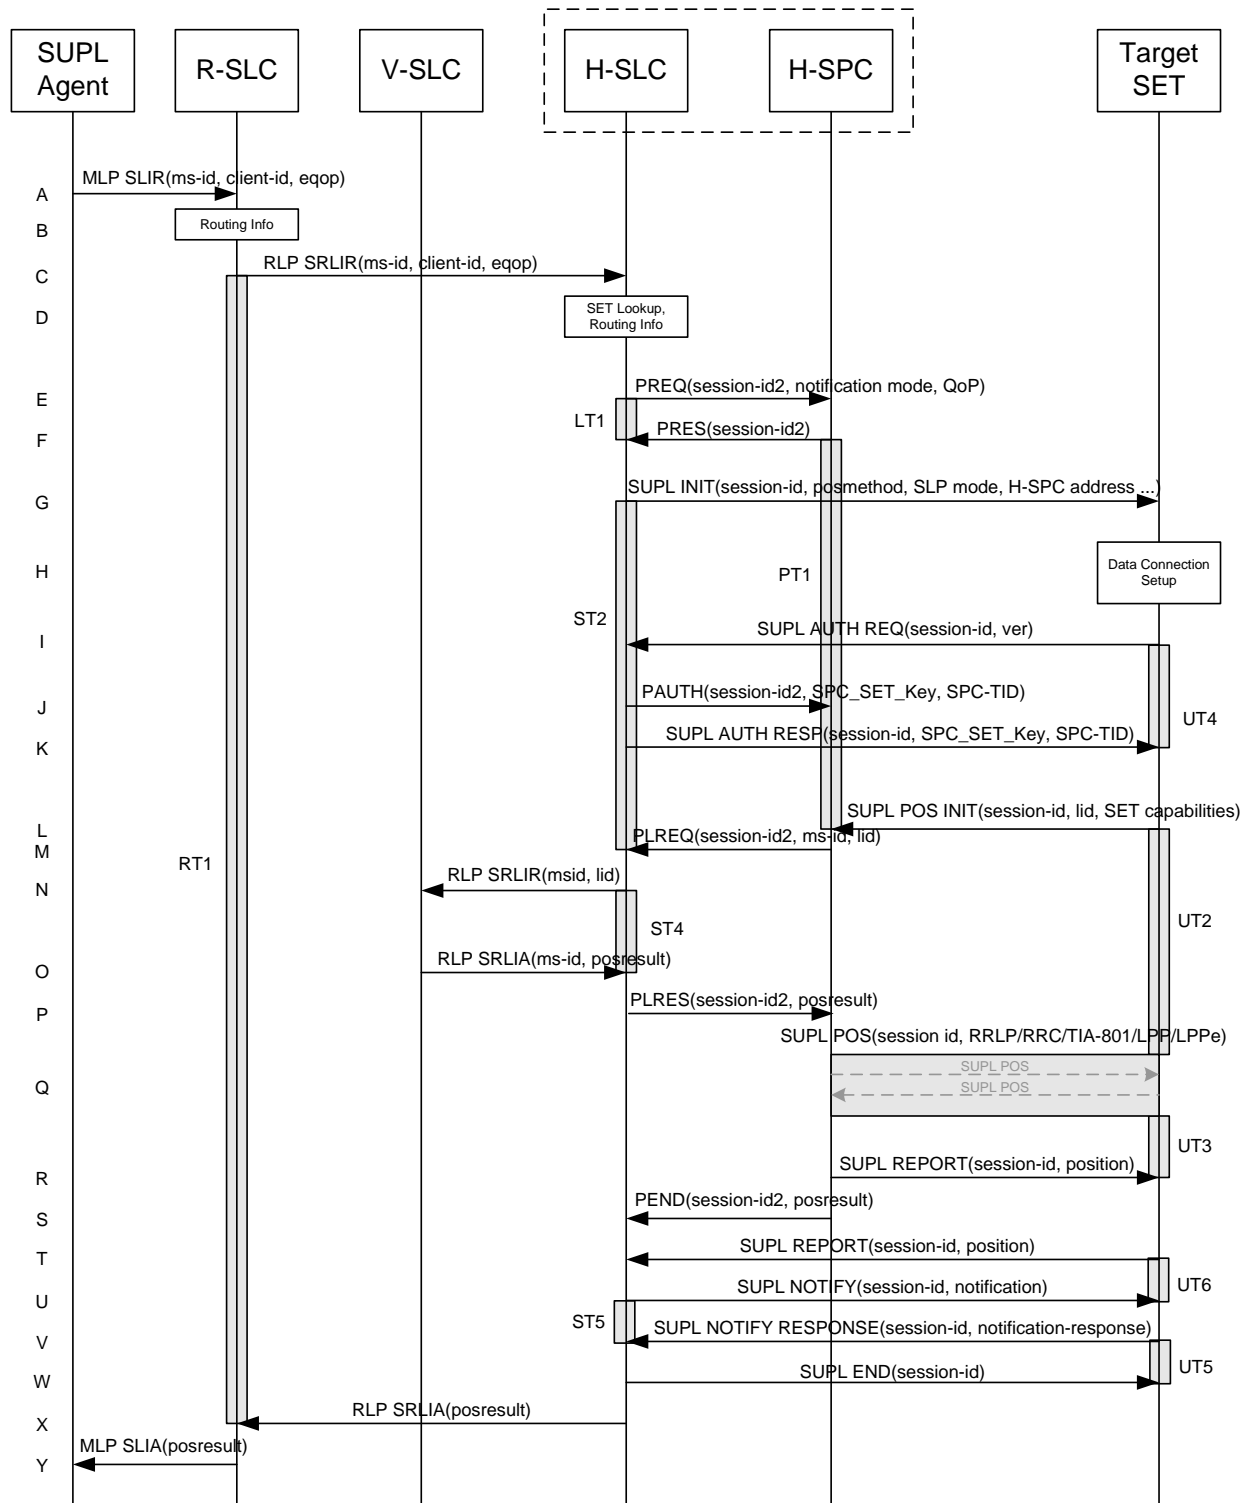 SUPL
Agent
R-SLC
V-SLC
H-SLC
H-SPC
Target
SET
A
MLP SLIR(ms-id, client-id, eqop)
B
Routing Info
C
RLP SRLIR(ms-id, client-id, eqop)
D
SET Lookup,
Routing Info
E
PREQ(session-id2, notification mode, QoP)
LT1
F
PRES(session-id2)
G
SUPL INIT(session-id, posmethod, SLP mode, H-SPC address ...)
H
PT1
Data Connection
Setup
ST2
I
SUPL AUTH REQ(session-id, ver)
J
PAUTH(session-id2, SPC_SET_Key, SPC-TID)
UT4
K
SUPL AUTH RESP(session-id, SPC_SET_Key, SPC-TID)
L
SUPL POS INIT(session-id, lid, SET capabilities)
M
PLREQ(session-id2, ms-id, lid)
RT1
N
RLP SRLIR(msid, lid)
ST4
UT2
O
RLP SRLIA(ms-id, posresult)
P
PLRES(session-id2, posresult)
SUPL POS(session id, RRLP/RRC/TIA-801/LPP/LPPe)
SUPL POS
Q
SUPL POS
UT3
R
SUPL REPORT(session-id, position)
S
PEND(session-id2, posresult)
T
SUPL REPORT(session-id, position)
UT6
U
SUPL NOTIFY(session-id, notification)
ST5
V
SUPL NOTIFY RESPONSE(session-id, notification-response)
UT5
W
SUPL END(session-id)
X
RLP SRLIA(posresult)
Y
MLP SLIA(posresult)